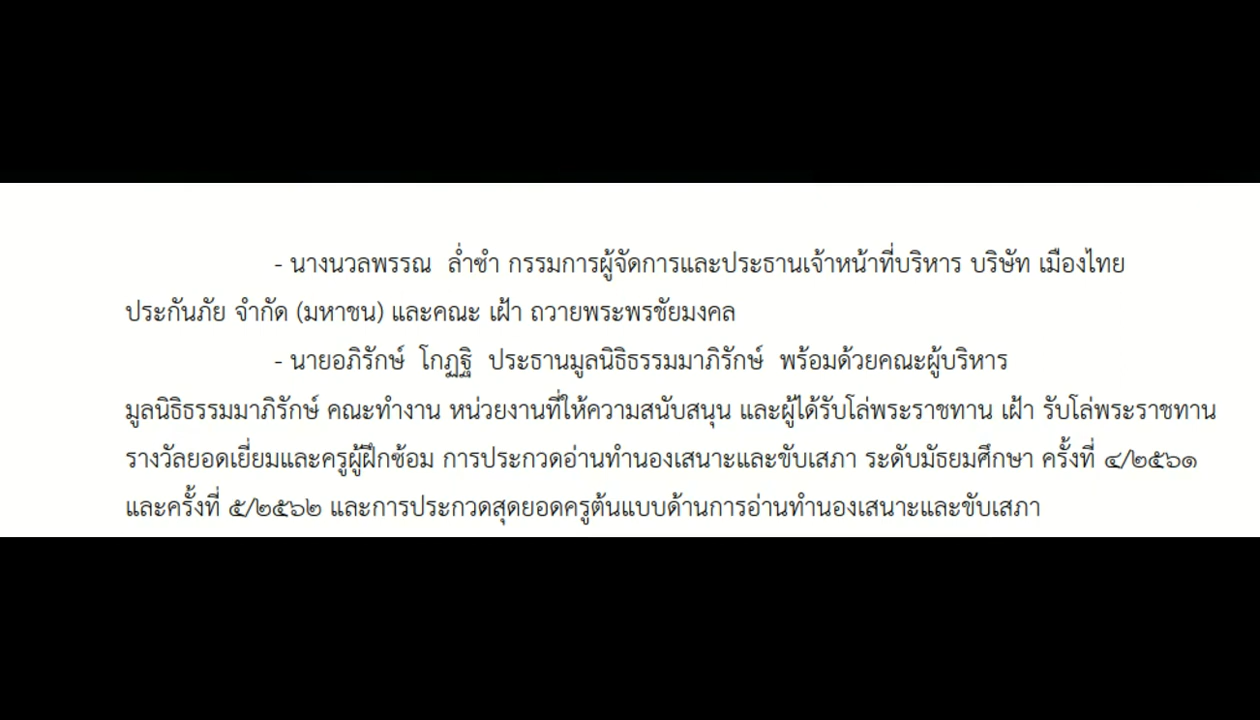 - นางนวลพรรณ ล่ำซำ กรรมการผู้จัดการและประธานเจ้าหน้าที่บริหาร บริษัท เมืองไทย
ประกันภัย จำกัด (มหาชน) และคณะ เฝ้า ถวายพระพรชัยมงคล
- นายอภิรักษ์ โกฏฐิ ประธานมูลนิธิธรรมมาภิรักษ์ พร้อมด้วยคณะผู้บริหาร
มูลนิธิธรรมมาภิรักษ์ คณะทำงาน หน่วยงานที่ให้ความสนับสนุน และผู้ได้รับโล่พระราชทาน เฝ้า รับโล่พระราชทาน
รางวัลยอดเยี่ยมและครูผู้ฝึกซ้อม การประกวดอ่านทำนองเสนาะและขับเสภา ระดับมัธยมศึกษา ครั้งที่ ๔/๒๕๖๑
และครั้งที่ ๕/๒๕๖๒ และการประกวดสุดยอดครูต้นแบบด้านการอ่านทำนองเสนาะและขับเสภา